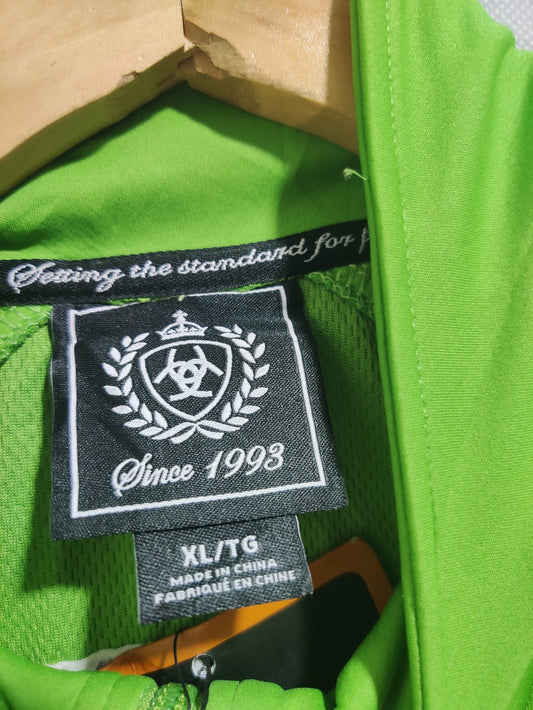 Setting the standard for
Since 1993
XL/TG
MADE IN CHINA
FABRIQUÉ EN CHINE